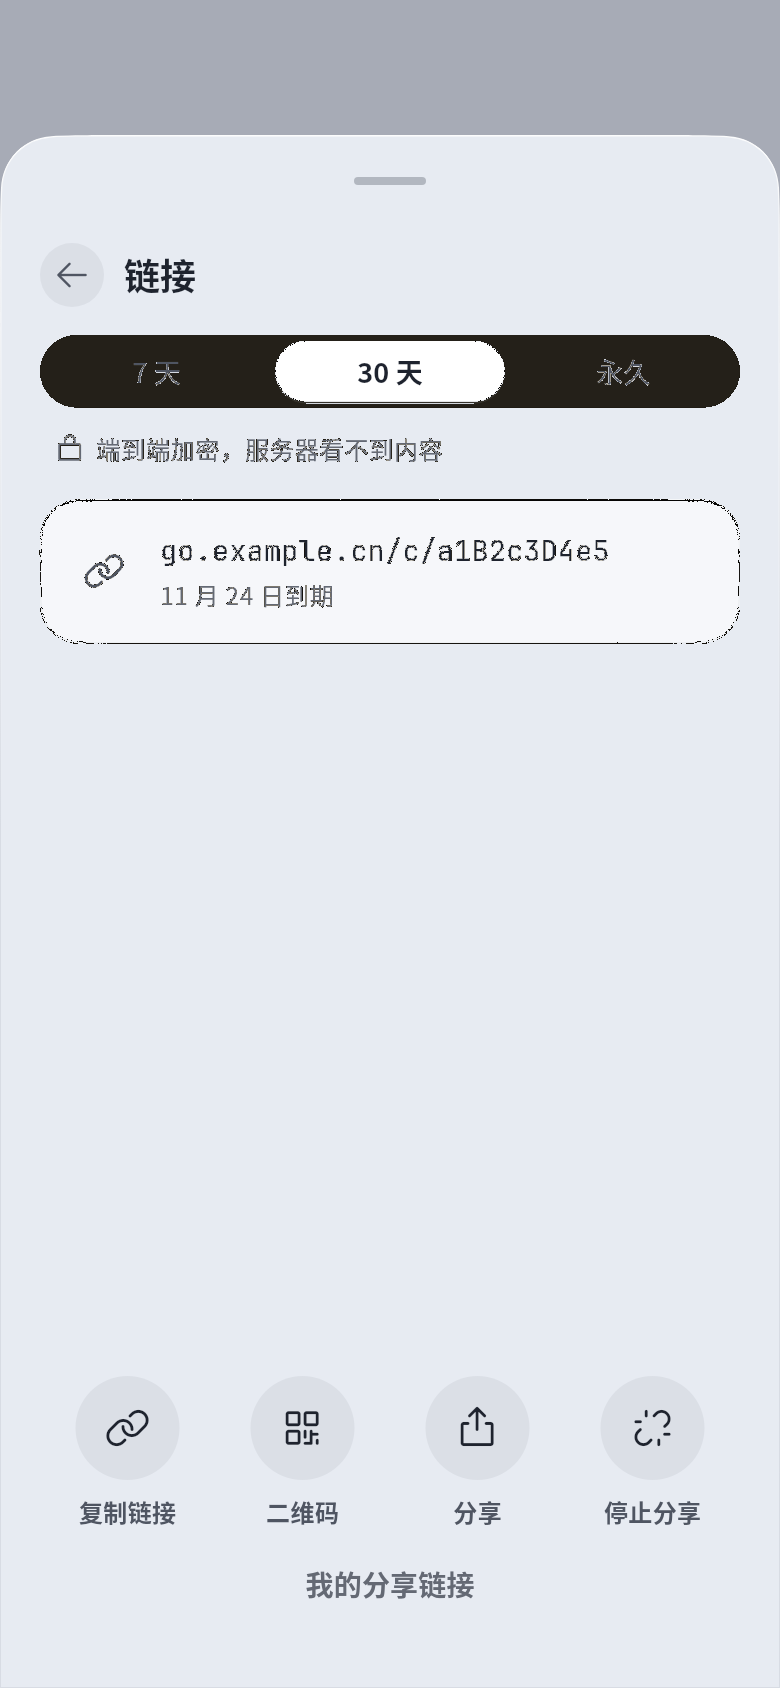 链接
7 天
30 天
永久
端到端加密，服务器看不到内容
go.example.cn/c/a1B2c3D4e5
11 月 24 日到期
复制链接
二维码
分享
停止分享
我的分享链接